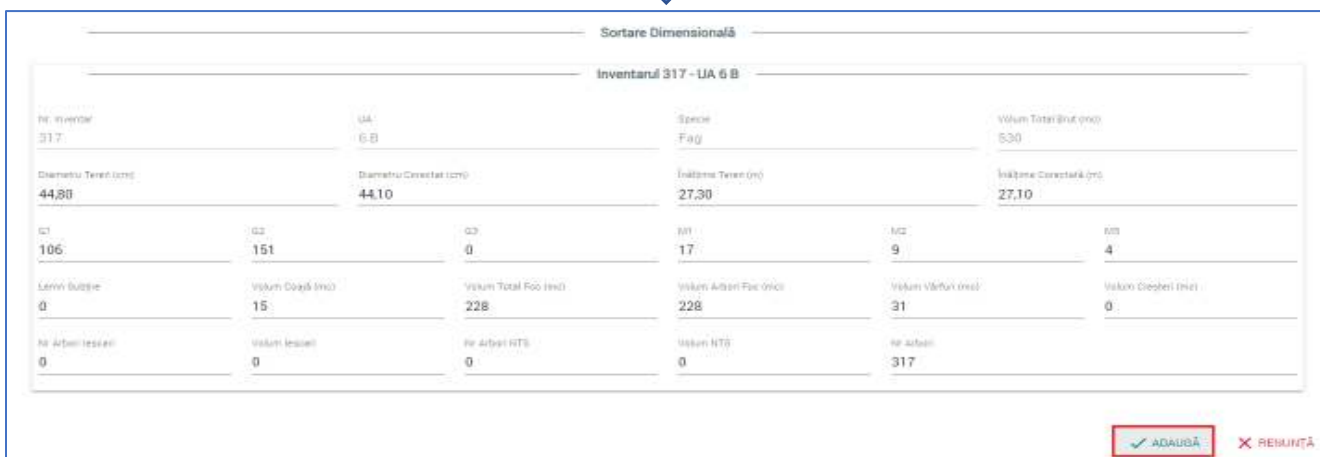 Sortare Dimensională
Inventarul 317 - UA 6 B
Nr. Inventar UA Specie Volum Total Brut (mc)
317 6 B Fag 530
Diametru Teren (cm) Diametru Corectat (cm) Înălțime Teren (m) Înălțime Corectată (m)
44,80 44,10 27,30 27,10
G1 G2 G3 M1 M2 M3
106 151 0 17 9 4
Lemn Subțire Volum Coajă (mc) Volum Total Foc (mc) Volum Arbori Foc (mc) Volum Vârfuri (mc) Volum Creșteri (mc)
0 15 228 228 31 0
Nr Arbori Iescari Volum Iescari Nr Arbori NTS Volum NTS Nr Arbori
0 0 0 0 317
ADAUGĂ RENUNȚĂ